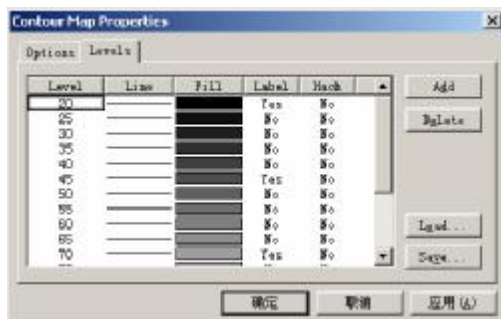 Contour Map Properties
Options Levels
Level Line Fill Label Hach Add
20 Yes No
25 No No Delete
30 No No
35 No No
40 No No
45 Yes No
50 No No
55 No No
60 No No Load...
65 No No
70 Yes No Save...
确定 取消 应用(A)